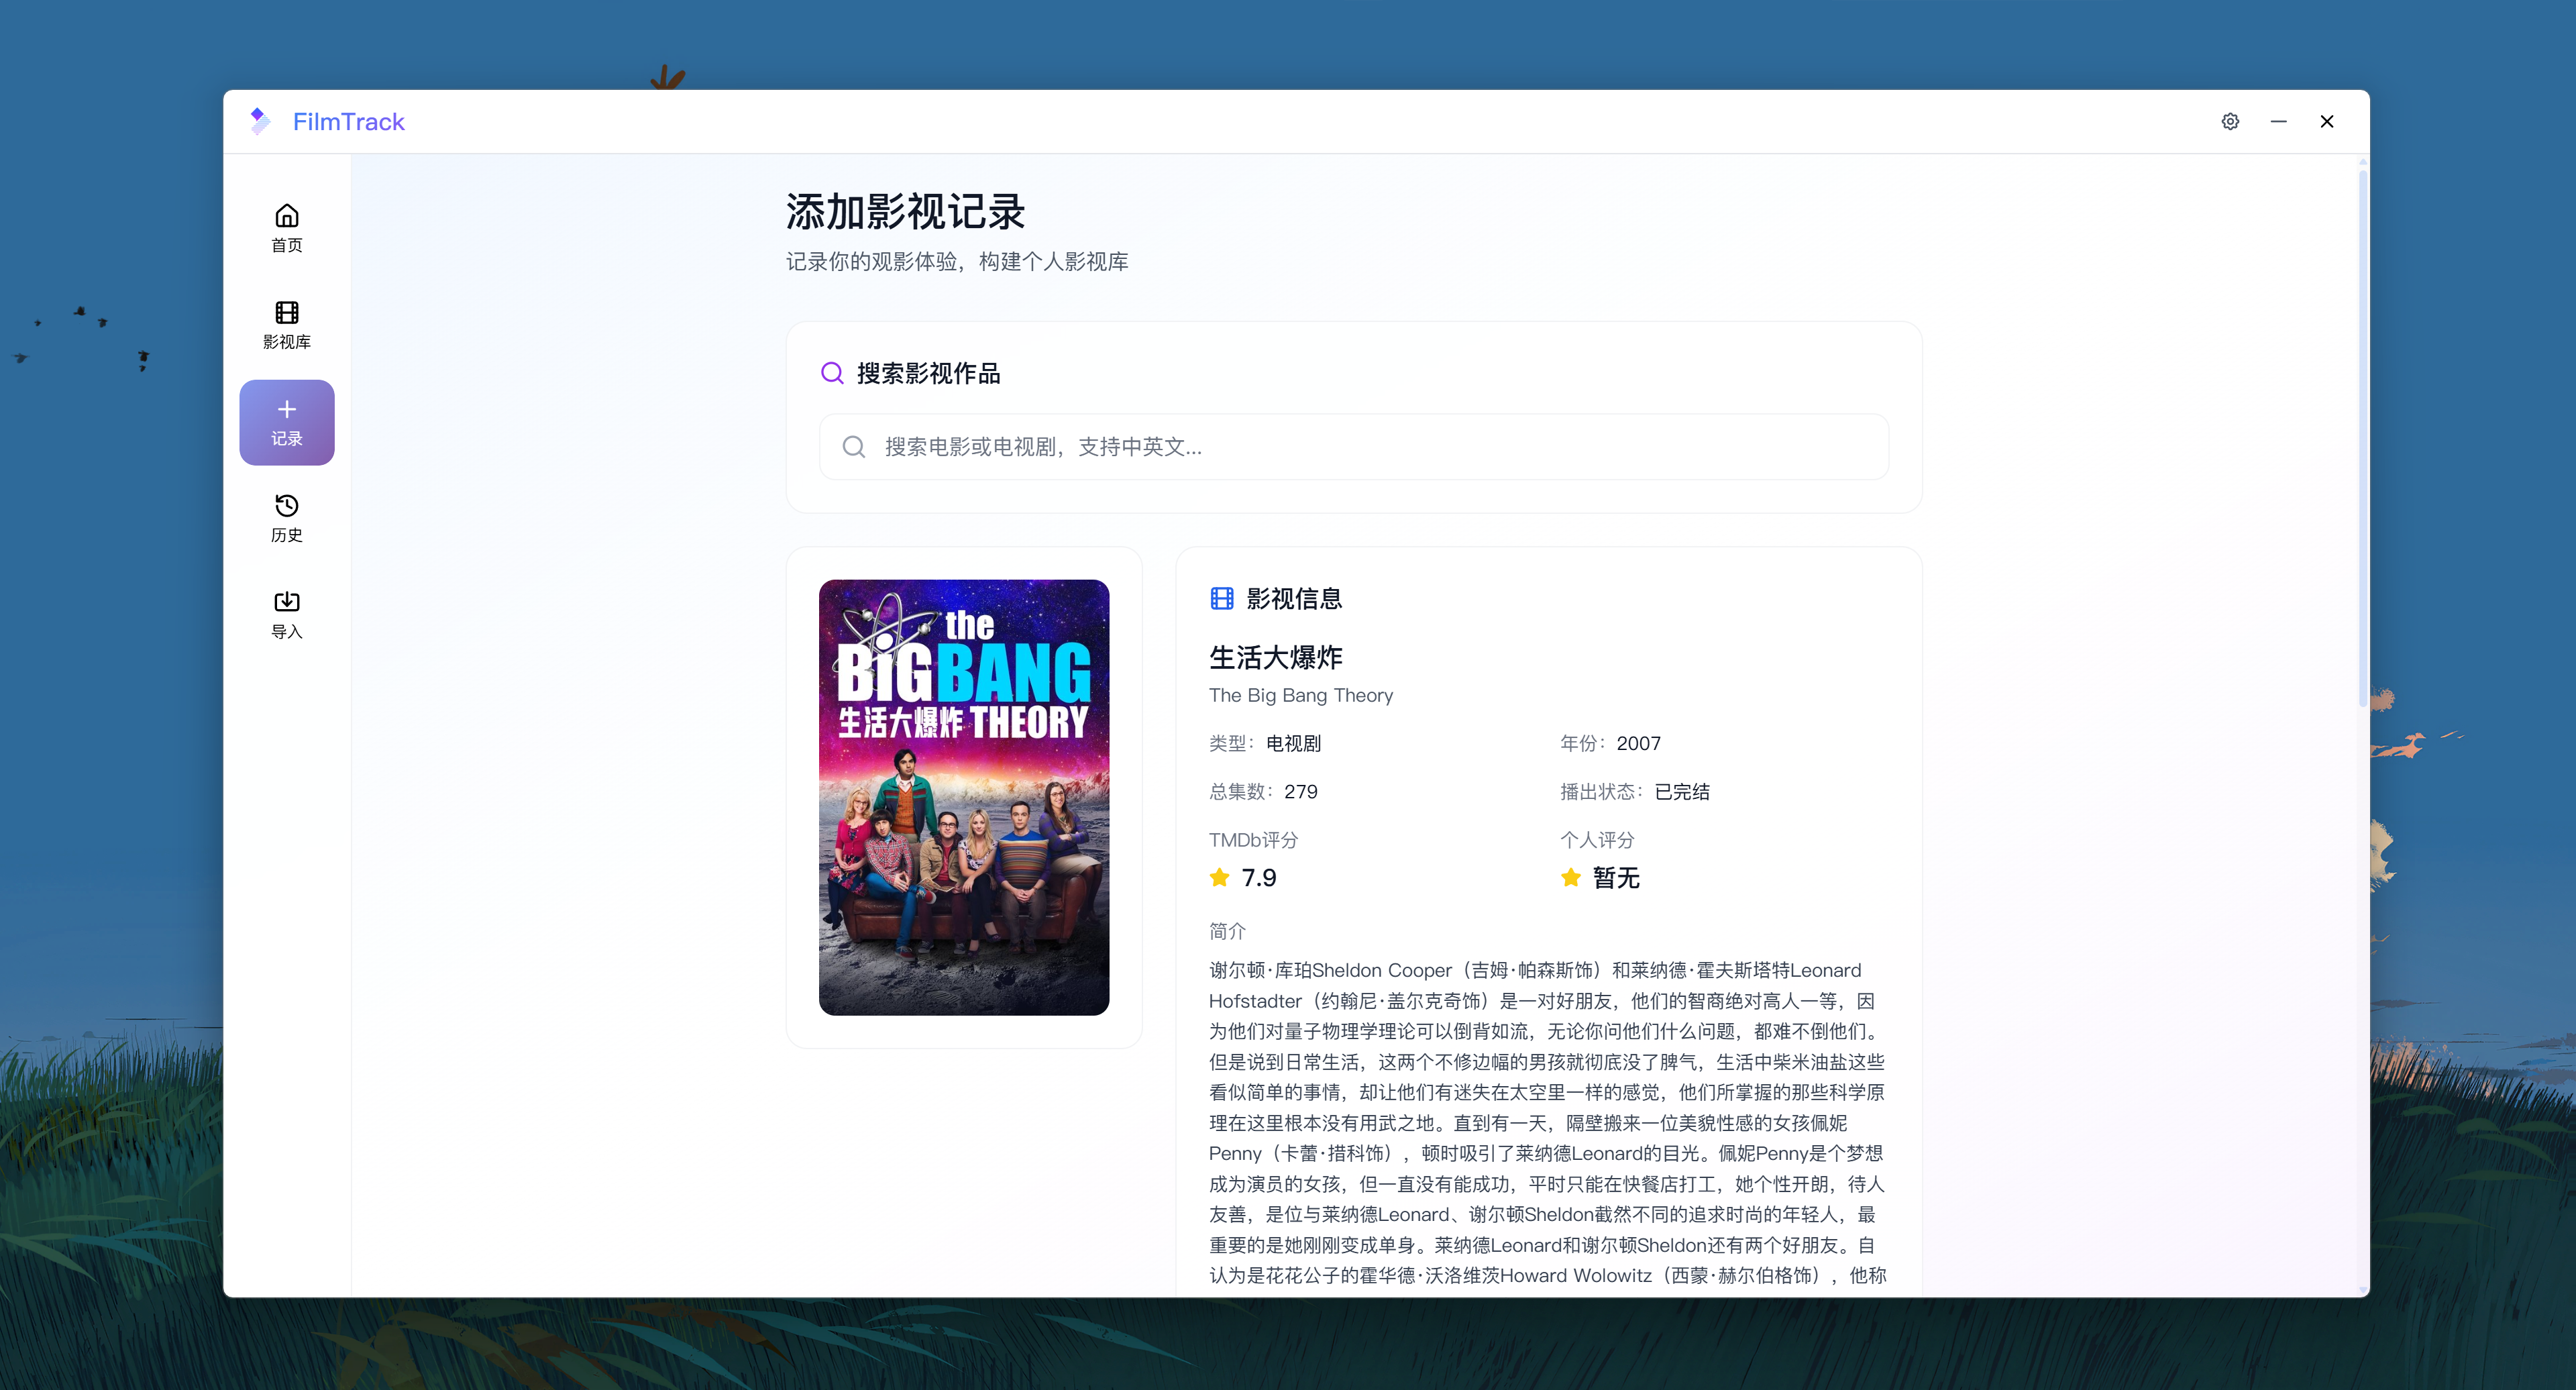 FilmTrack
首页
影视库
记录
历史
导入
添加影视记录
记录你的观影体验，构建个人影视库
搜索影视作品
搜索电影或电视剧，支持中英文...
the
BiGBANG
生活大爆炸 THEORY
影视信息
生活大爆炸
The Big Bang Theory
类型：电视剧 年份：2007
总集数：279 播出状态：已完结
TMDb评分 个人评分
7.9 暂无
简介
谢尔顿·库珀Sheldon Cooper（吉姆·帕森斯饰）和莱纳德·霍夫斯塔特Leonard
Hofstadter（约翰尼·盖尔克奇饰）是一对好朋友，他们的智商绝对高人一等，因
为他们对量子物理学理论可以倒背如流，无论你问他们什么问题，都难不倒他们。
但是说到日常生活，这两个不修边幅的男孩就彻底没了脾气，生活中柴米油盐这些
看似简单的事情，却让他们有迷失在太空里一样的感觉，他们所掌握的那些科学原
理在这里根本没有用武之地。直到有一天，隔壁搬来一位美貌性感的女孩佩妮
Penny（卡蕾·措科饰），顿时吸引了莱纳德Leonard的目光。佩妮Penny是个梦想
成为演员的女孩，但一直没有能成功，平时只能在快餐店打工，她个性开朗，待人
友善，是位与莱纳德Leonard、谢尔顿Sheldon截然不同的追求时尚的年轻人，最
重要的是她刚刚变成单身。莱纳德Leonard和谢尔顿Sheldon还有两个好朋友。自
认为是花花公子的霍华德·沃洛维茨Howard Wolowitz（西蒙·赫尔伯格饰），他称